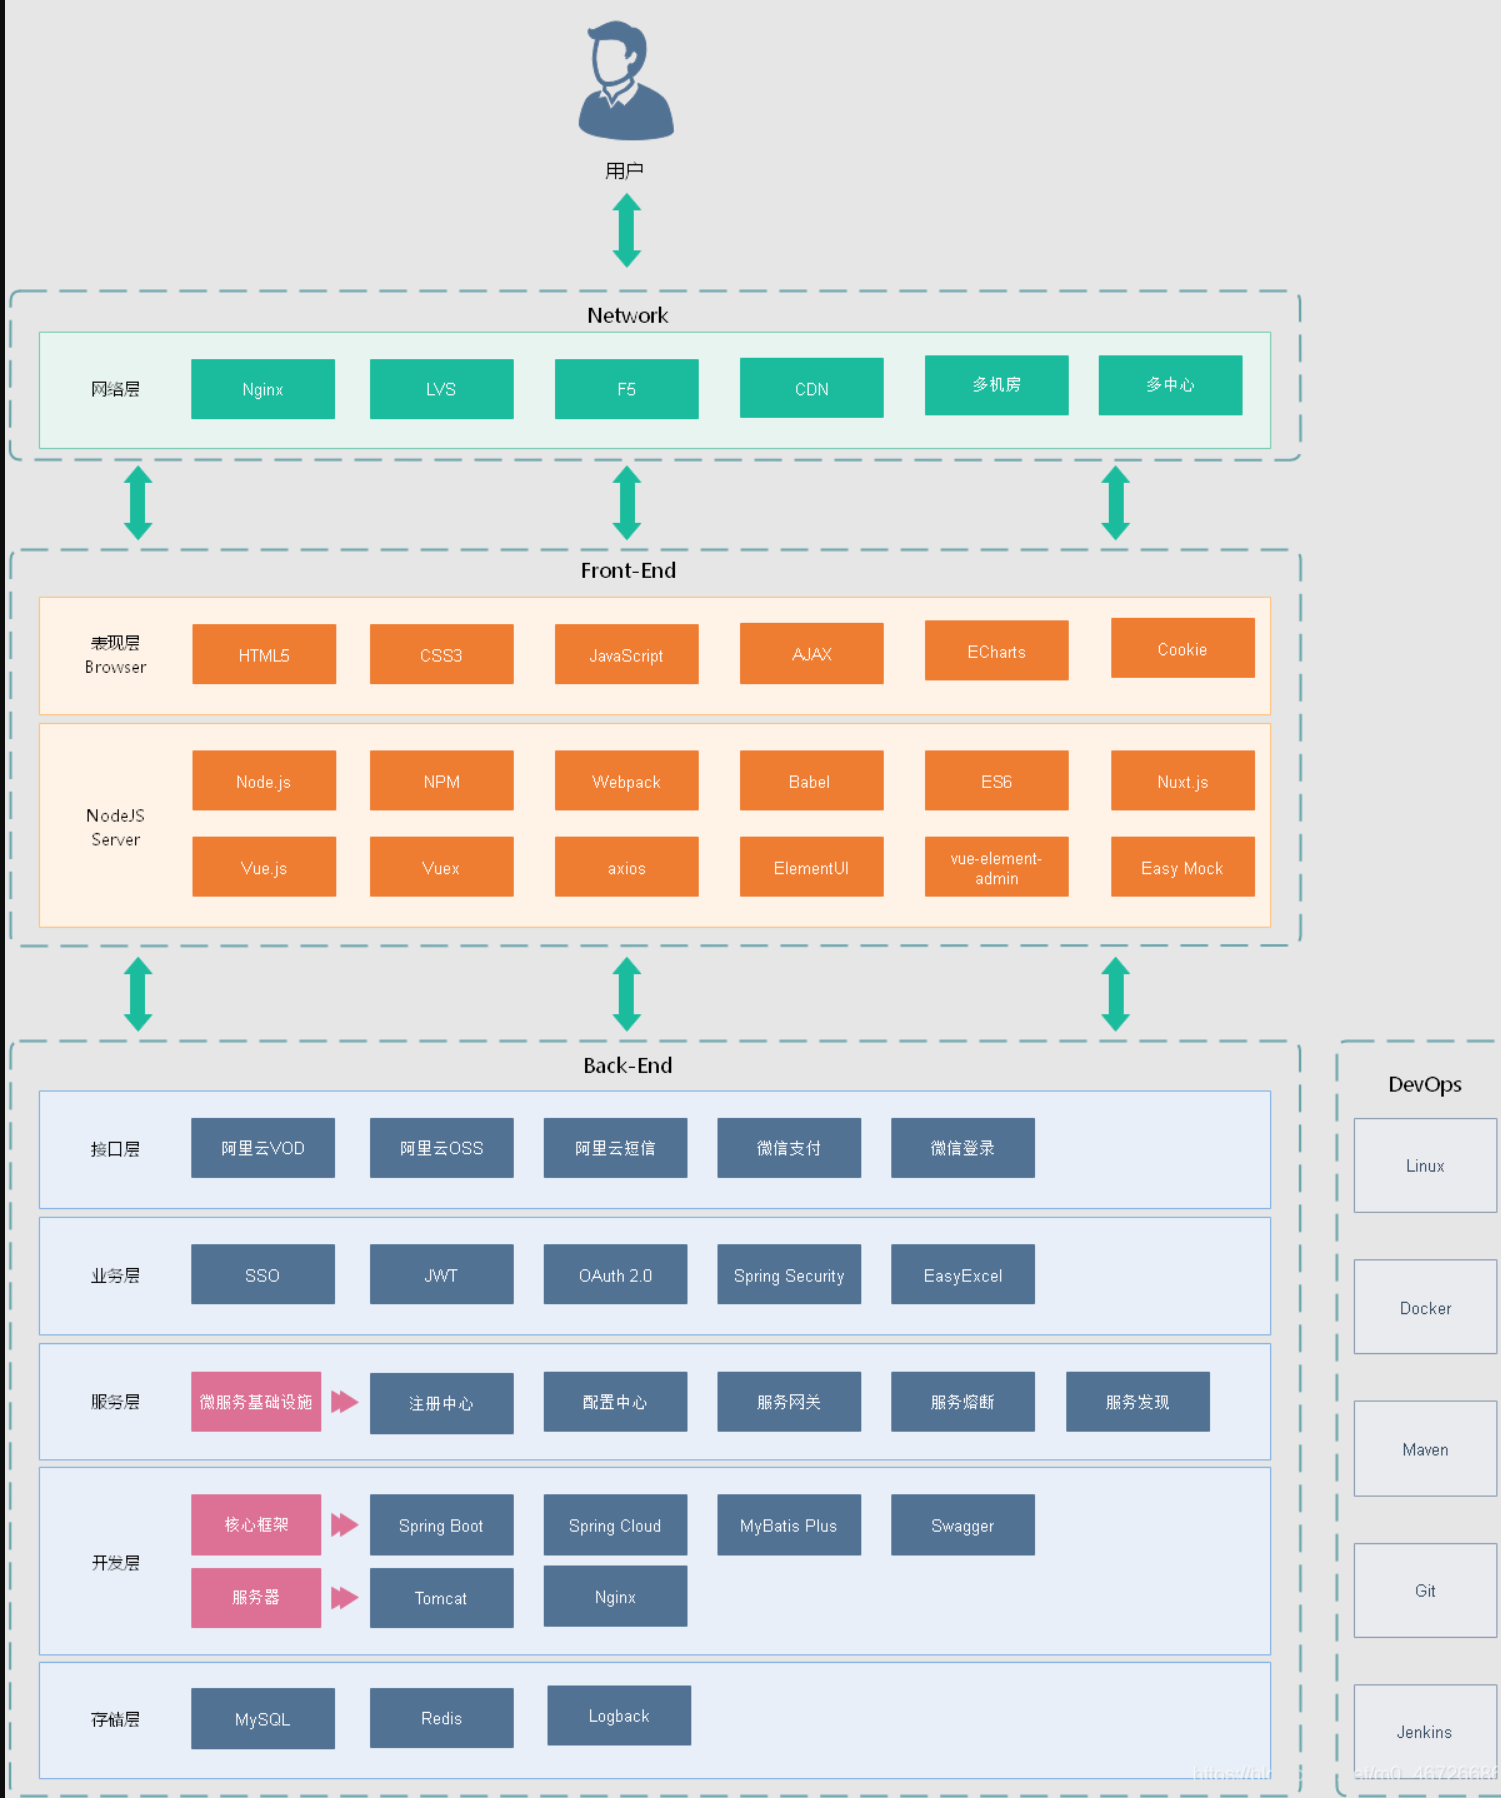 用户
Network
网络层
Nginx
LVS
F5
CDN
多机房
多中心
Front-End
表现层
Browser
HTML5
CSS3
JavaScript
AJAX
ECharts
Cookie
NodeJS
Server
Node.js
NPM
Webpack
Babel
ES6
Nuxt.js
Vue.js
Vuex
axios
ElementUI
vue-element-
admin
Easy Mock
Back-End
接口层
阿里云VOD
阿里云OSS
阿里云短信
微信支付
微信登录
业务层
SSO
JWT
OAuth 2.0
Spring Security
EasyExcel
服务层
微服务基础设施
注册中心
配置中心
服务网关
服务熔断
服务发现
开发层
核心框架
Spring Boot
Spring Cloud
MyBatis Plus
Swagger
服务器
Tomcat
Nginx
存储层
MySQL
Redis
Logback
DevOps
Linux
Docker
Maven
Git
Jenkins